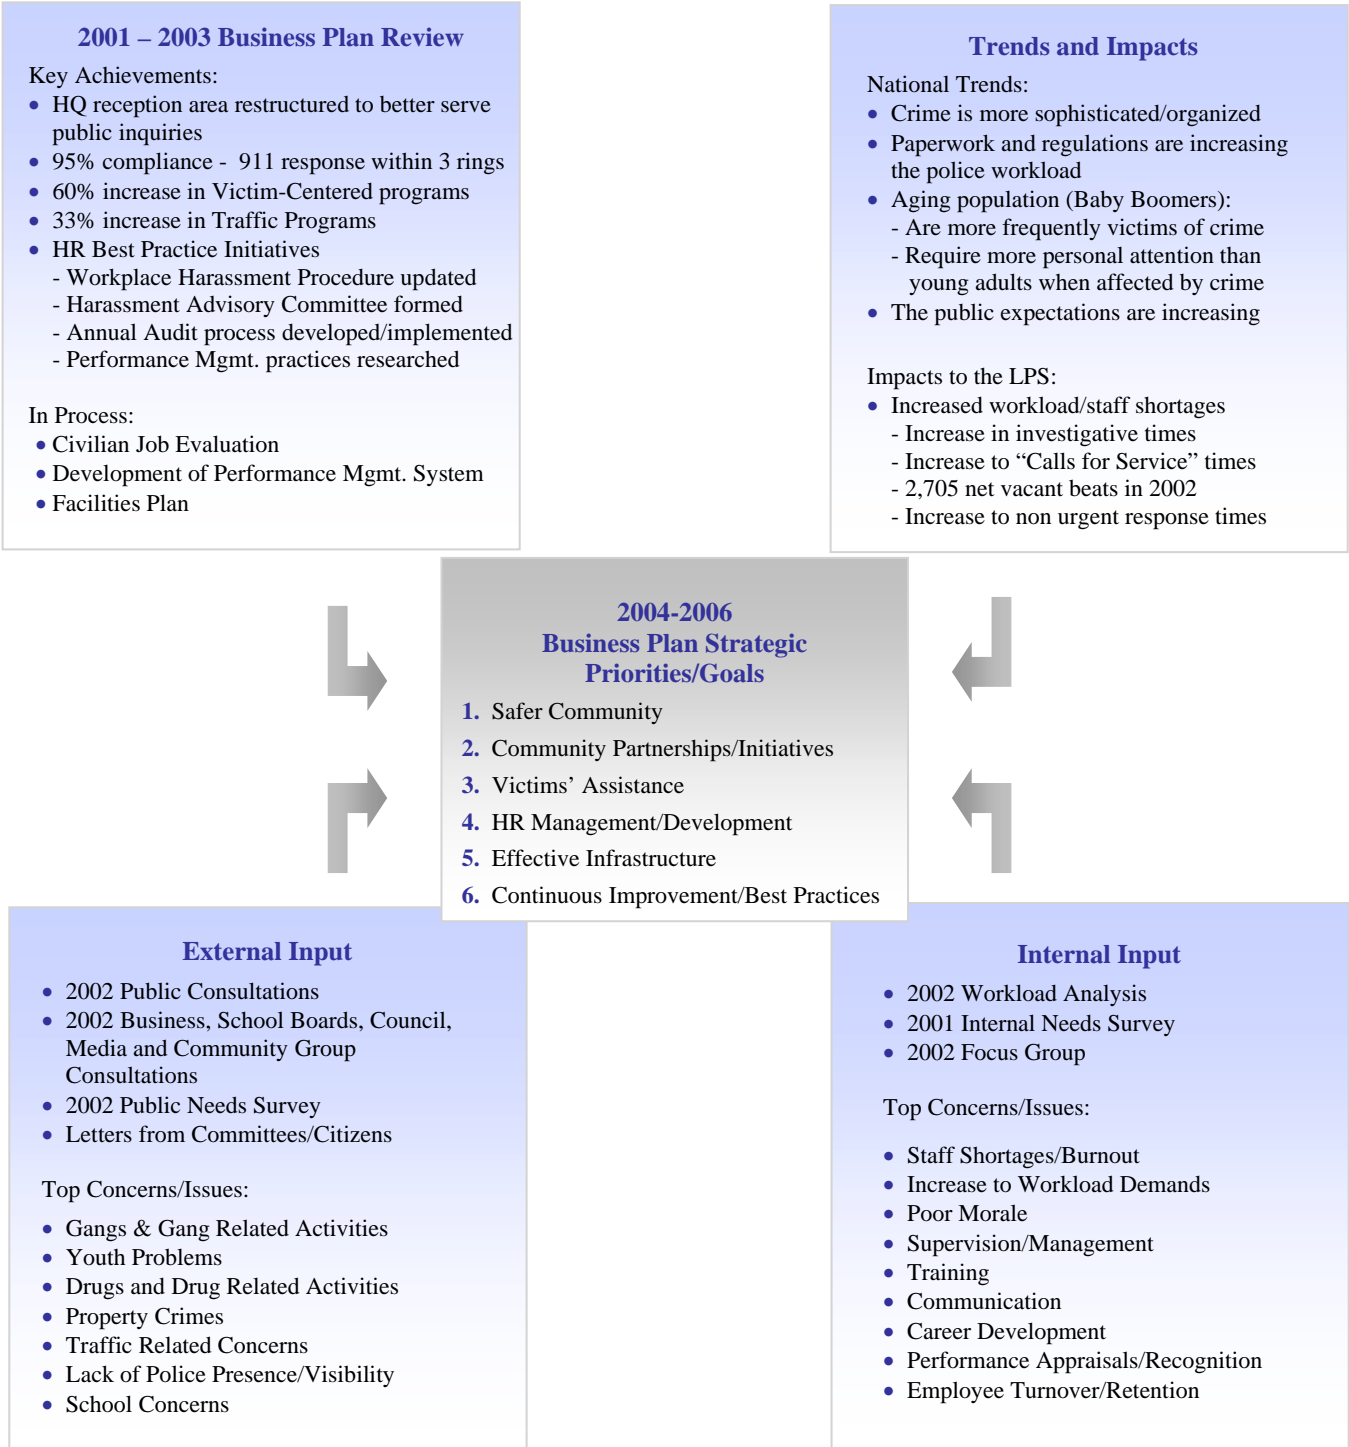 2001 – 2003 Business Plan Review
Key Achievements:
• HQ reception area restructured to better serve
public inquiries
• 95% compliance -  911 response within 3 rings
• 60% increase in Victim-Centered programs
• 33% increase in Traffic Programs
• HR Best Practice Initiatives
- Workplace Harassment Procedure updated
- Harassment Advisory Committee formed
- Annual Audit process developed/implemented
- Performance Mgmt. practices researched
In Process:
• Civilian Job Evaluation
• Development of Performance Mgmt. System
• Facilities Plan
Trends and Impacts
National Trends:
• Crime is more sophisticated/organized
• Paperwork and regulations are increasing
the police workload
• Aging population (Baby Boomers):
- Are more frequently victims of crime
- Require more personal attention than
young adults when affected by crime
• The public expectations are increasing
Impacts to the LPS:
• Increased workload/staff shortages
- Increase in investigative times
- Increase to “Calls for Service” times
- 2,705 net vacant beats in 2002
- Increase to non urgent response times
2004-2006
Business Plan Strategic
Priorities/Goals
1. Safer Community
2. Community Partnerships/Initiatives
3. Victims’ Assistance
4. HR Management/Development
5. Effective Infrastructure
6. Continuous Improvement/Best Practices
External Input
• 2002 Public Consultations
• 2002 Business, School Boards, Council,
Media and Community Group
Consultations
• 2002 Public Needs Survey
• Letters from Committees/Citizens
Top Concerns/Issues:
• Gangs & Gang Related Activities
• Youth Problems
• Drugs and Drug Related Activities
• Property Crimes
• Traffic Related Concerns
• Lack of Police Presence/Visibility
• School Concerns
Internal Input
• 2002 Workload Analysis
• 2001 Internal Needs Survey
• 2002 Focus Group
Top Concerns/Issues:
• Staff Shortages/Burnout
• Increase to Workload Demands
• Poor Morale
• Supervision/Management
• Training
• Communication
• Career Development
• Performance Appraisals/Recognition
• Employee Turnover/Retention